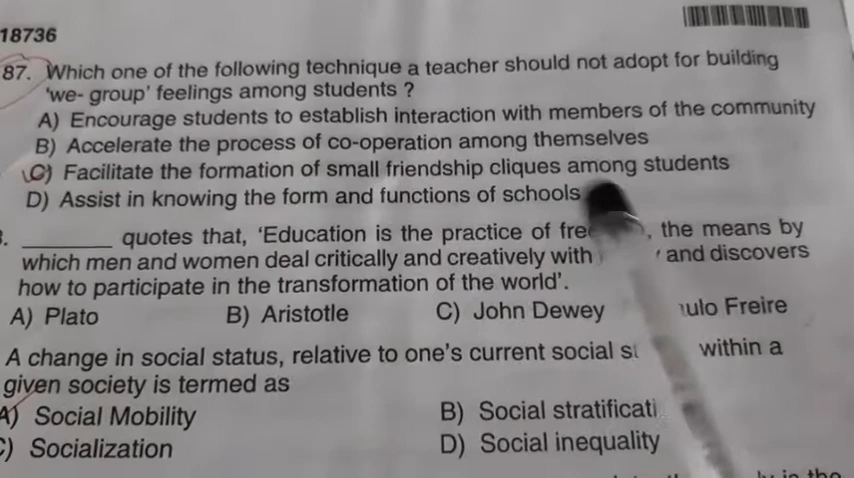 18736
87. Which one of the following technique a teacher should not adopt for building
'we- group' feelings among students ?
A) Encourage students to establish interaction with members of the community
B) Accelerate the process of co-operation among themselves
C) Facilitate the formation of small friendship cliques among students
D) Assist in knowing the form and functions of schools
. ________ quotes that, 'Education is the practice of , the means by
which men and women deal critically and creatively with and discovers
how to participate in the transformation of the world'.
A) Plato B) Aristotle C) John Dewey Freire
A change in social status, relative to one's current social within a
given society is termed as
A) Social Mobility B) Social
) Socialization D) Social inequality